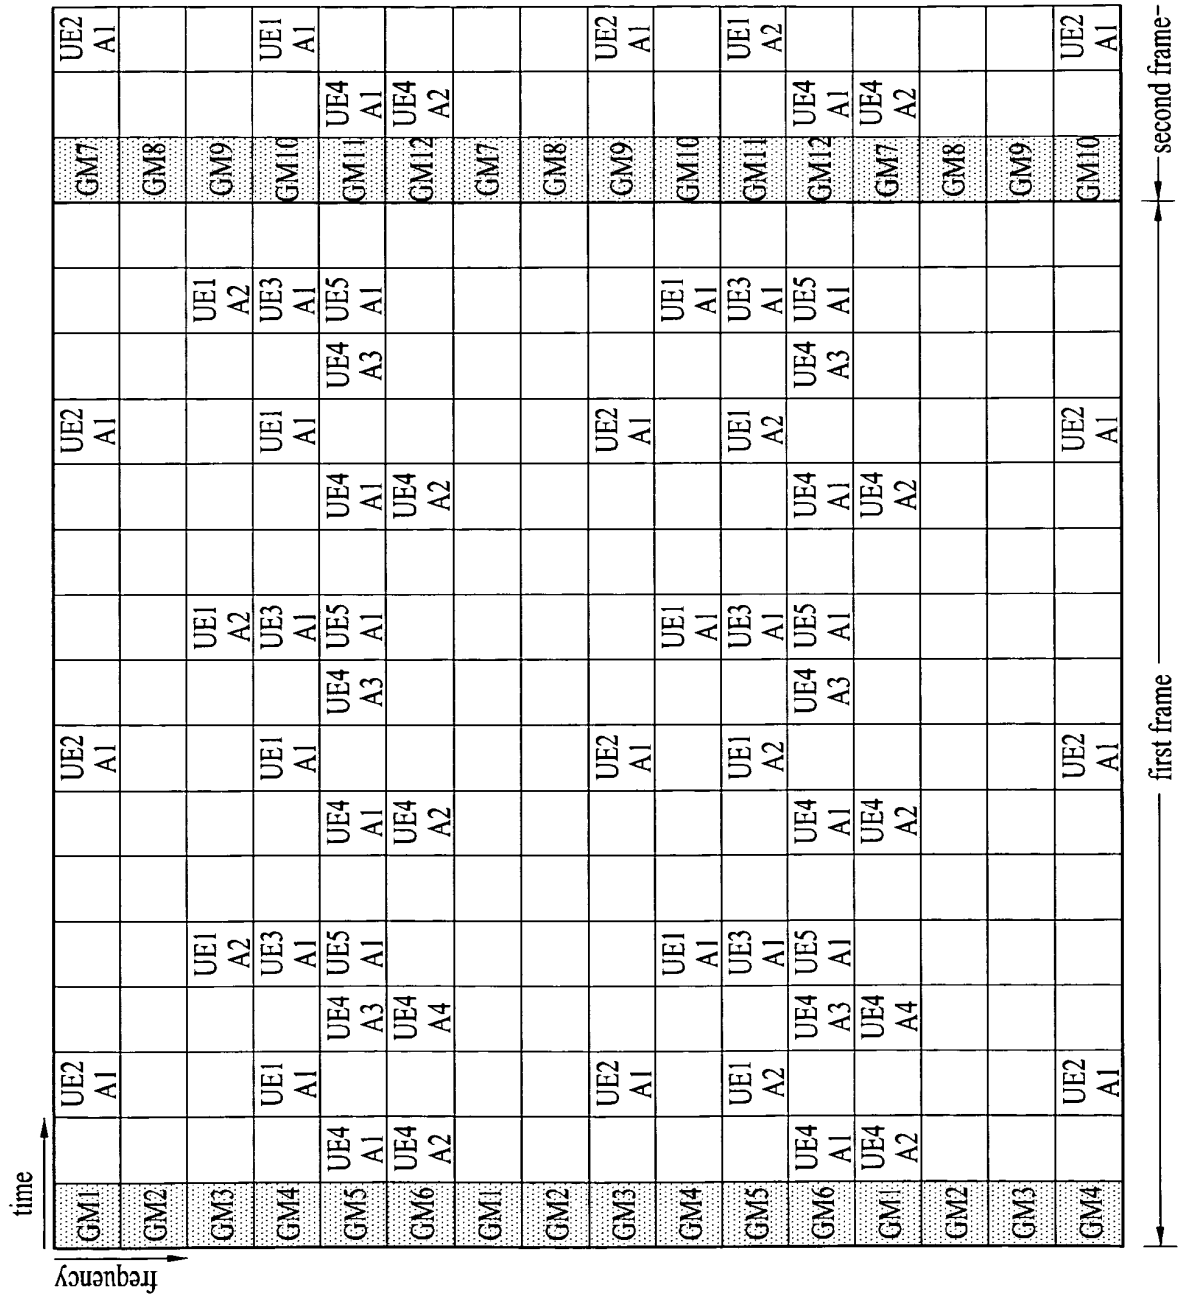 time
frequency
GM1 UE2 A1 UE2 A1 UE2 A1 GM7 UE2 A1
GM2 GM8
GM3 UE1 A2 UE1 A2 UE1 A2 GM9
GM4 UE1 A1 UE3 A1 UE1 A1 UE3 A1 UE1 A1 UE3 A1 GM10 UE1 A1
GM5 UE4 A1 UE4 A3 UE5 A1 UE4 A1 UE4 A3 UE5 A1 UE4 A1 UE4 A3 UE5 A1 GM11 UE4 A1
GM6 UE4 A2 UE4 A4 UE4 A2 UE4 A2 GM12 UE4 A2
GM1 GM7
GM2 GM8
GM3 UE2 A1 UE2 A1 UE2 A1 GM9 UE2 A1
GM4 UE1 A1 UE1 A1 UE1 A1 GM10
GM5 UE1 A2 UE3 A1 UE1 A2 UE3 A1 UE1 A2 UE3 A1 GM11 UE1 A2
GM6 UE4 A1 UE4 A3 UE5 A1 UE4 A1 UE4 A3 UE5 A1 UE4 A1 UE4 A3 UE5 A1 GM12 UE4 A1
GM1 UE4 A2 UE4 A4 UE4 A2 UE4 A2 GM7 UE4 A2
GM2 GM8
GM3 GM9
GM4 UE2 A1 UE2 A1 UE2 A1 GM10 UE2 A1
first frame second frame